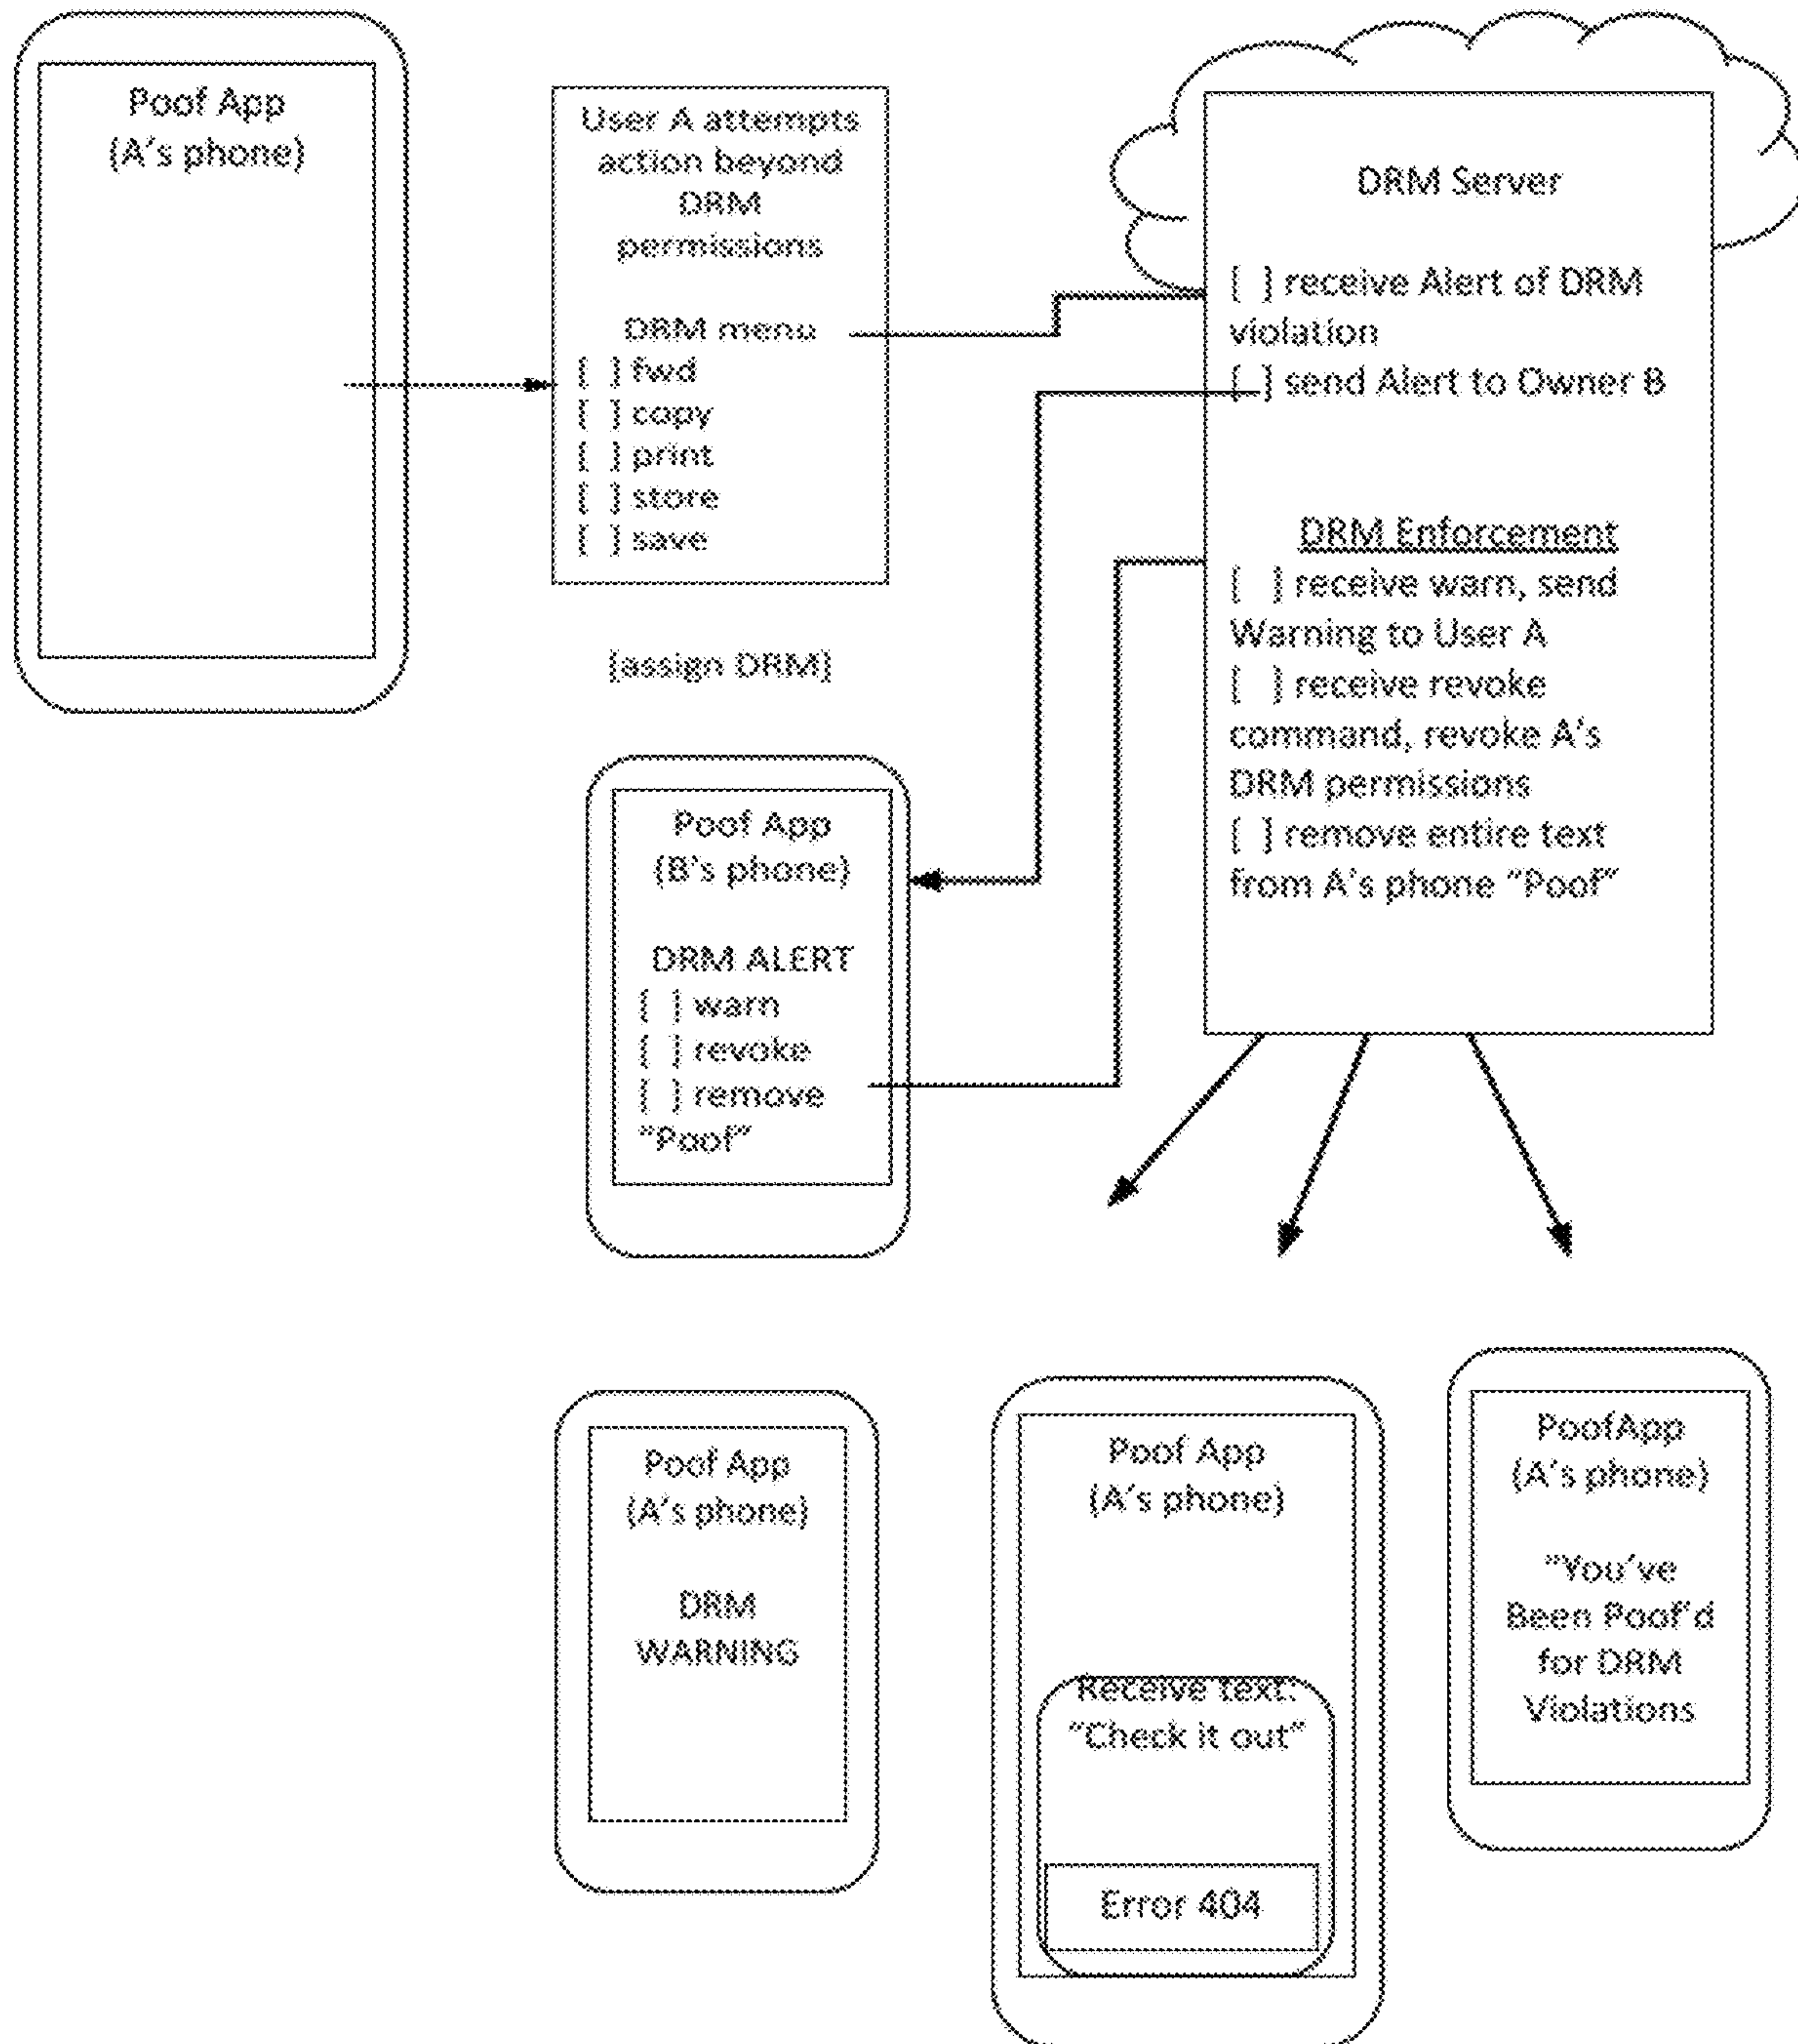 Poof App
(A's phone)
User A attempts
action beyond
DRM
permissions
DRM menu
[ ] fwd
[ ] copy
[ ] print
[ ] store
[ ] save
[assign DRM]
DRM Server
[ ] receive Alert of DRM
violation
[ ] send Alert to Owner B
DRM Enforcement
[ ] receive warn, send
Warning to User A
[ ] receive revoke
command, revoke A's
DRM permissions
[ ] remove entire text
from A's phone "Poof"
Poof App
(B's phone)
DRM ALERT
[ ] warn
[ ] revoke
[ ] remove
"Poof"
Poof App
(A's phone)
DRM
WARNING
Poof App
(A's phone)
Receive text:
"Check it out"
Error 404
PoofApp
(A's phone)
"You've
Been Poof'd
for DRM
Violations